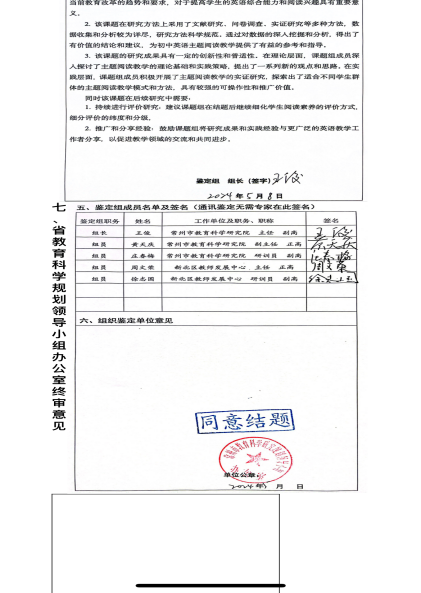 当前教育改革的趋势和要求，对于提高学生的英语综合能力和阅读兴趣具有重要意
义。
2. 该课题在研究方法上采用了文献研究、问卷调查、实证研究等多种方法，数
据收集和分析较为详尽，研究方法科学规范。通过对数据的深入挖掘和分析，得出了
有价值的结论和建议，为初中英语主题阅读教学提供了有益的参考和指导。
3. 该课题的研究成果具有一定的创新性和普适性。在理论层面，课题组成员深
入探讨了主题阅读教学的理论基础和实践策略，提出了一系列新的观点和思路。在实
践层面，课题组成员积极开展了主题阅读教学的实证研究，探索出了适合不同学生群
体的主题阅读教学模式和方法，具有较强的可操作性和推广价值。
同时该课题在后续研究中需要：
1. 持续进行评价研究：建议课题组在结题后继续细化学生阅读素养的评价方式，
细分评价的纬度和分级。
2. 推广和分享经验：鼓励课题组将研究成果和实践经验与更广泛的英语教学工
作者分享，以促进教学领域的交流和共同进步。
鉴定组 组长（签字）
2024年5月8日
五、鉴定组成员名单及签名（通讯鉴定无需专家在此签名）
鉴定组职务 姓名 工作单位及职务、职称 签名
组长 王俊 常州市教育科学研究院 主任 副高
组员 黄天庆 常州市教育科学研究院 副主任 正高
组员 庄春梅 常州市教育科学研究院 研训员 副高
组员 周文荣 新北区教师发展中心 主任 正高
组员 徐志国 新北区教师发展中心 研训员 副高
六、组织鉴定单位意见
同意结题
单位公章：
2024年 月 日
七、省教育科学规划领导小组办公室终审意见